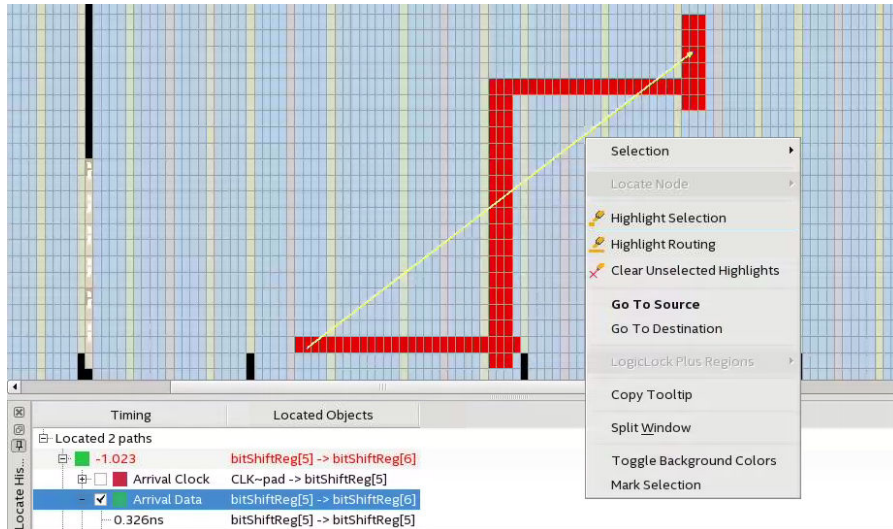 Selection
Locate Node
Highlight Selection
Highlight Routing
Clear Unselected Highlights
Go To Source
Go To Destination
LogicLock Plus Regions
Copy Tooltip
Split Window
Toggle Background Colors
Mark Selection
Locate His...
Timing Located Objects
Located 2 paths
-1.023 bitShiftReg[5] -> bitShiftReg[6]
Arrival Clock CLK~pad -> bitShiftReg[5]
Arrival Data bitShiftReg[5] -> bitShiftReg[6]
0.326ns bitShiftReg[5] -> bitShiftReg[5]